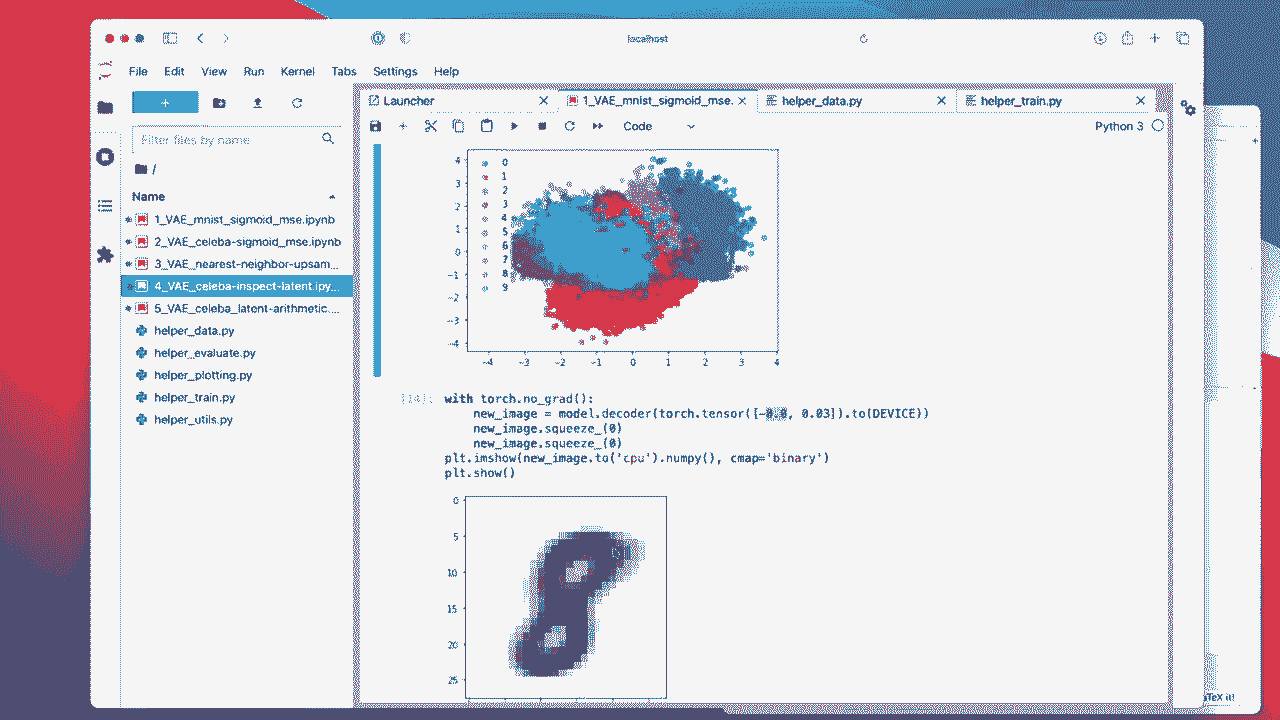 localhost
File Edit View Run Kernel Tabs Settings Help
Launcher 1_VAE_mnist_sigmoid_mse. helper_data.py helper_train.py
Filter files by name
Code
Python 3
/
Name
1_VAE_mnist_sigmoid_mse.ipynb
2_VAE_celeba-sigmoid_mse.ipynb
3_VAE_nearest-neighbor-upsam...
4_VAE_celeba-inspect-latent.ipy...
5_VAE_celeba_latent-arithmetic....
helper_data.py
helper_evaluate.py
helper_plotting.py
helper_train.py
helper_utils.py
4
3
2
1
0
−1
−2
−3
−4
0
1
2
3
4
5
6
7
8
9
−4 −3 −2 −1 0 1 2 3 4
[14]:
with torch.no_grad():
new_image = model.decoder(torch.tensor([-0.0, 0.03]).to(DEVICE))
new_image.squeeze_(0)
new_image.squeeze_(0)
plt.imshow(new_image.to('cpu').numpy(), cmap='binary')
plt.show()
0
5
10
15
20
25
TeX it!